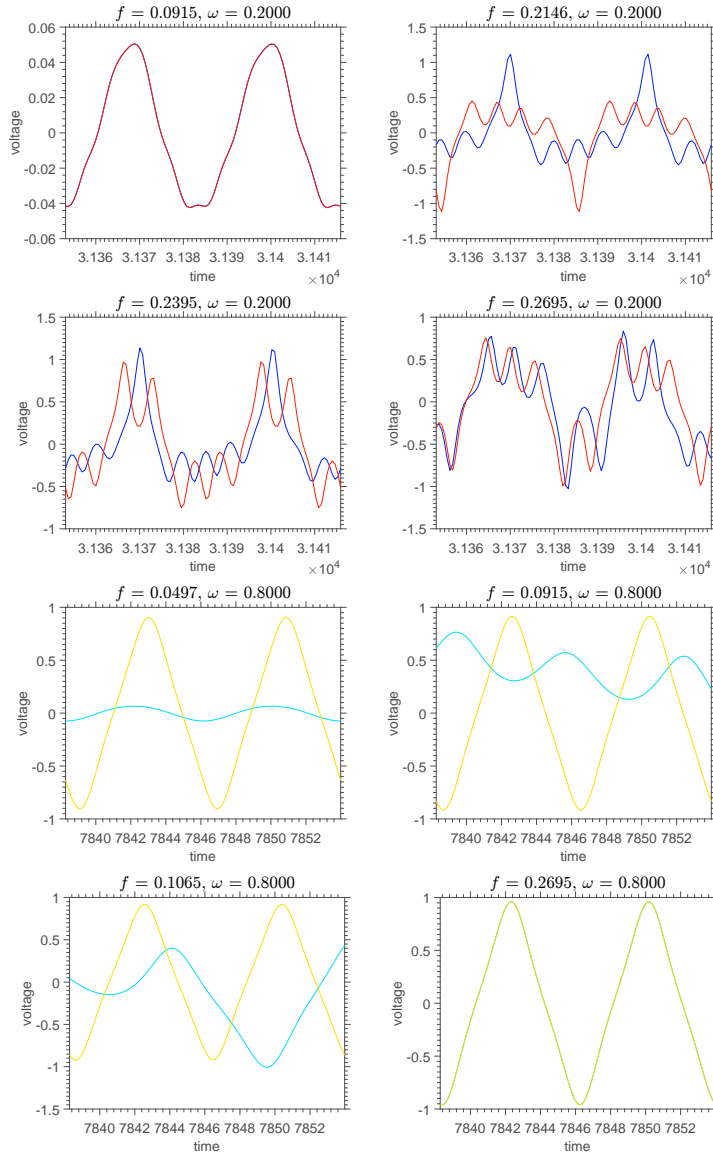 f = 0.0915, ω = 0.2000
0.06
0.04
0.02
0
-0.02
-0.04
-0.06
voltage
3.136 3.137 3.138 3.139 3.14 3.141
time
×10⁴
f = 0.2146, ω = 0.2000
1.5
1
0.5
0
-0.5
-1
-1.5
voltage
3.136 3.137 3.138 3.139 3.14 3.141
time
×10⁴
f = 0.2395, ω = 0.2000
1.5
1
0.5
0
-0.5
-1
voltage
3.136 3.137 3.138 3.139 3.14 3.141
time
×10⁴
f = 0.2695, ω = 0.2000
1.5
1
0.5
0
-0.5
-1
-1.5
voltage
3.136 3.137 3.138 3.139 3.14 3.141
time
×10⁴
f = 0.0497, ω = 0.8000
1
0.5
0
-0.5
-1
voltage
7840 7842 7844 7846 7848 7850 7852
time
f = 0.0915, ω = 0.8000
1
0.5
0
-0.5
-1
voltage
7840 7842 7844 7846 7848 7850 7852
time
f = 0.1065, ω = 0.8000
1
0.5
0
-0.5
-1
-1.5
voltage
7840 7842 7844 7846 7848 7850 7852
time
f = 0.2695, ω = 0.8000
1
0.5
0
-0.5
-1
voltage
7840 7842 7844 7846 7848 7850 7852
time